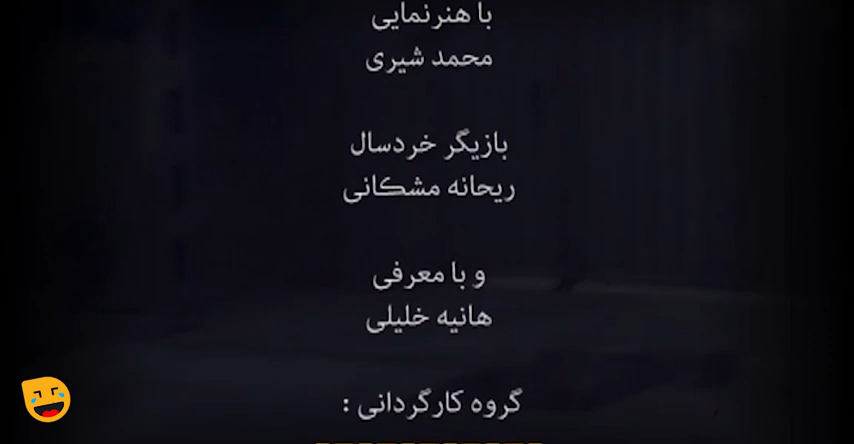 با هنرنمایی
محمد شیری
بازیگر خردسال
ریحانه مشکانی
و با معرفی
هانیه خلیلی
گروه کارگردانی :